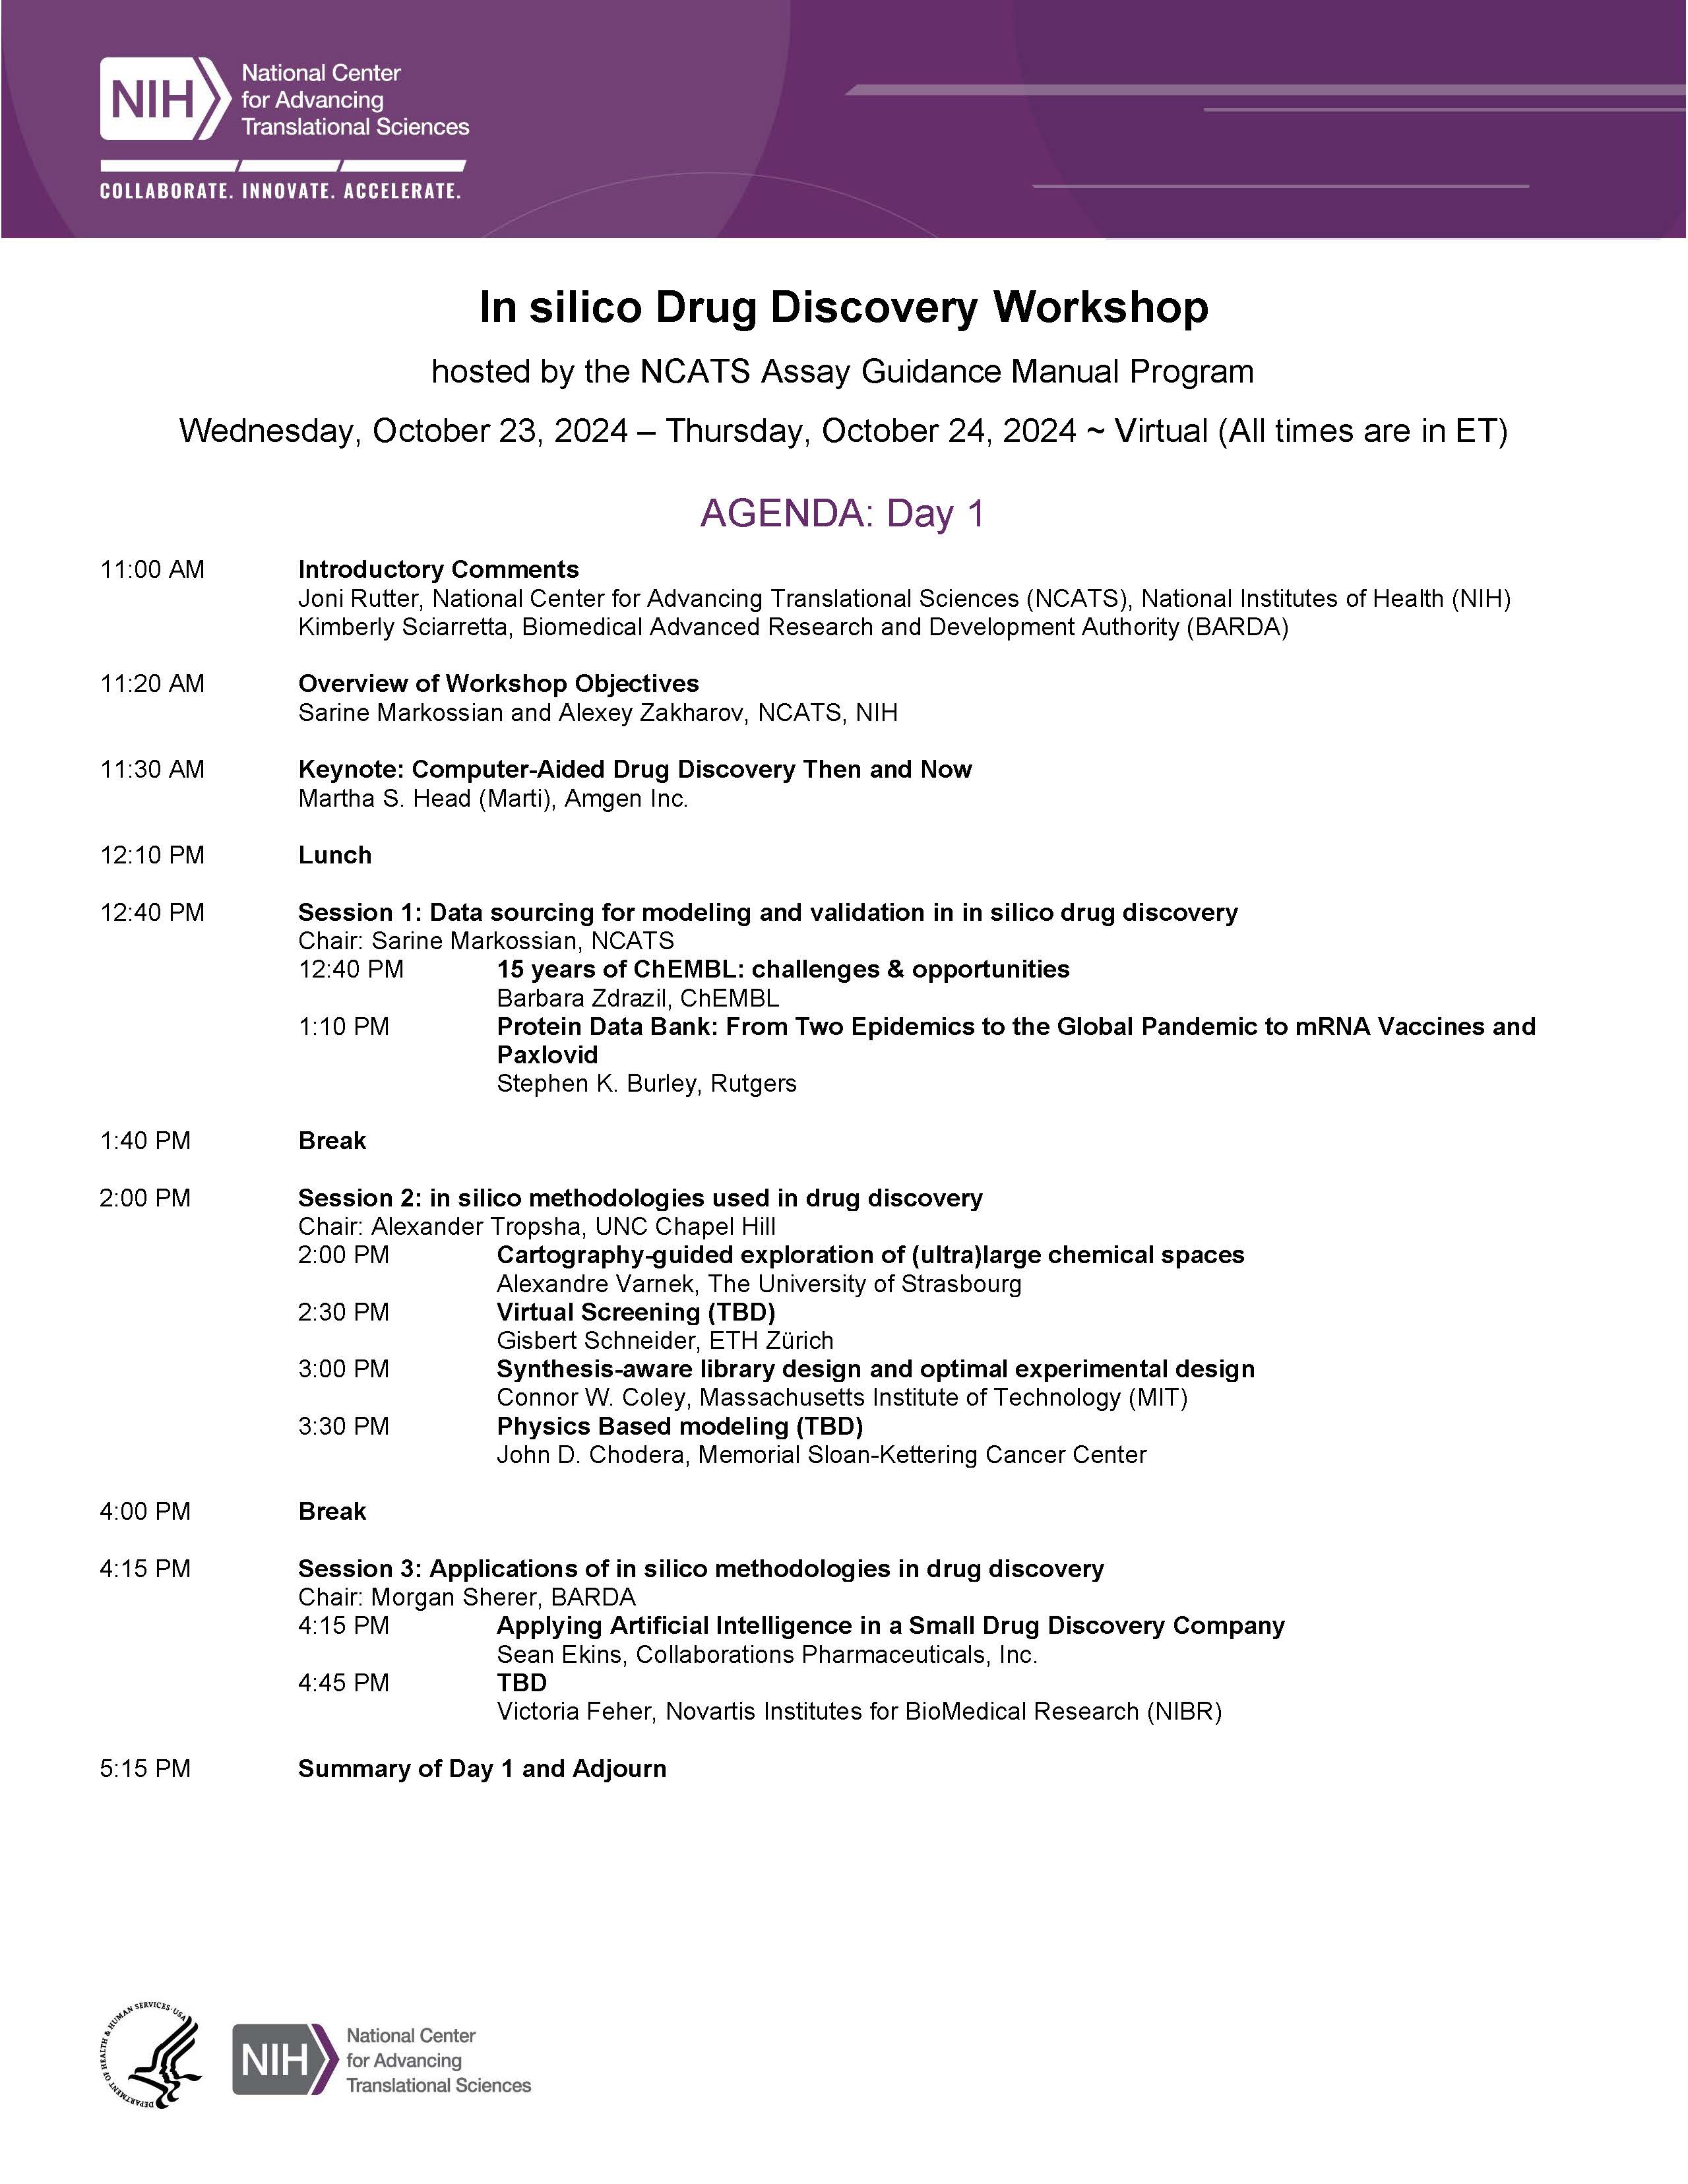 NIH
National Center
for Advancing
Translational Sciences
COLLABORATE. INNOVATE. ACCELERATE.
In silico Drug Discovery Workshop
hosted by the NCATS Assay Guidance Manual Program
Wednesday, October 23, 2024 – Thursday, October 24, 2024 ~ Virtual (All times are in ET)
AGENDA: Day 1
11:00 AM Introductory Comments
Joni Rutter, National Center for Advancing Translational Sciences (NCATS), National Institutes of Health (NIH)
Kimberly Sciarretta, Biomedical Advanced Research and Development Authority (BARDA)
11:20 AM Overview of Workshop Objectives
Sarine Markossian and Alexey Zakharov, NCATS, NIH
11:30 AM Keynote: Computer-Aided Drug Discovery Then and Now
Martha S. Head (Marti), Amgen Inc.
12:10 PM Lunch
12:40 PM Session 1: Data sourcing for modeling and validation in in silico drug discovery
Chair: Sarine Markossian, NCATS
12:40 PM 15 years of ChEMBL: challenges & opportunities
Barbara Zdrazil, ChEMBL
1:10 PM Protein Data Bank: From Two Epidemics to the Global Pandemic to mRNA Vaccines and
Paxlovid
Stephen K. Burley, Rutgers
1:40 PM Break
2:00 PM Session 2: in silico methodologies used in drug discovery
Chair: Alexander Tropsha, UNC Chapel Hill
2:00 PM Cartography-guided exploration of (ultra)large chemical spaces
Alexandre Varnek, The University of Strasbourg
2:30 PM Virtual Screening (TBD)
Gisbert Schneider, ETH Zürich
3:00 PM Synthesis-aware library design and optimal experimental design
Connor W. Coley, Massachusetts Institute of Technology (MIT)
3:30 PM Physics Based modeling (TBD)
John D. Chodera, Memorial Sloan-Kettering Cancer Center
4:00 PM Break
4:15 PM Session 3: Applications of in silico methodologies in drug discovery
Chair: Morgan Sherer, BARDA
4:15 PM Applying Artificial Intelligence in a Small Drug Discovery Company
Sean Ekins, Collaborations Pharmaceuticals, Inc.
4:45 PM TBD
Victoria Feher, Novartis Institutes for BioMedical Research (NIBR)
5:15 PM Summary of Day 1 and Adjourn
DEPARTMENT OF HEALTH & HUMAN SERVICES·USA
NIH
National Center
for Advancing
Translational Sciences